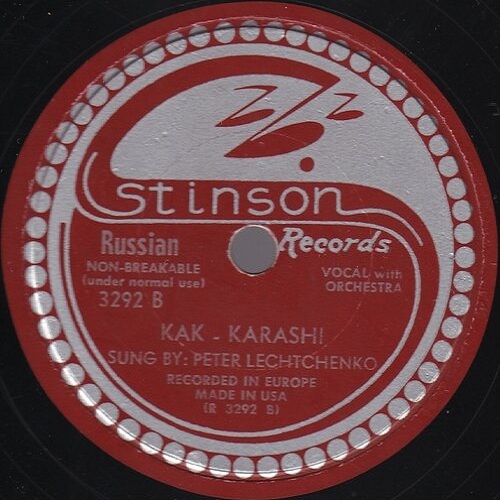 Stinson
Records
Russian
NON-BREAKABLE
(under normal use)
3292 B
VOCAL with
ORCHESTRA
KAK - KARASHI
SUNG BY: PETER LECHTCHENKO
RECORDED IN EUROPE
MADE IN USA
(R 3292 B)